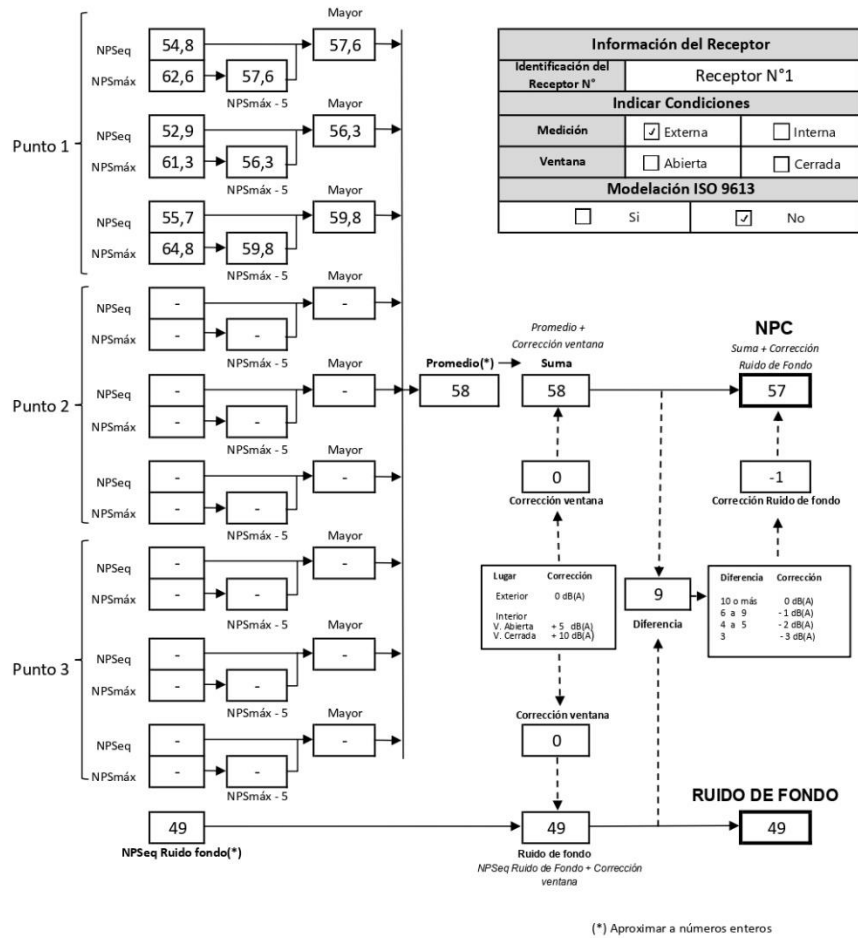 Información del Receptor
Identificación del Receptor N° Receptor N°1
Indicar Condiciones
Medición ✓ Externa Interna
Ventana Abierta Cerrada
Modelación ISO 9613
Si ✓ No
Punto 1
Mayor
NPSeq 54,8 57,6
NPSmáx 62,6 57,6
NPSmáx - 5
Mayor
NPSeq 52,9 56,3
NPSmáx 61,3 56,3
NPSmáx - 5
Mayor
NPSeq 55,7 59,8
NPSmáx 64,8 59,8
NPSmáx - 5
Punto 2
Mayor
NPSeq - -
NPSmáx - -
NPSmáx - 5
Mayor
NPSeq - -
NPSmáx - -
NPSmáx - 5
Mayor
NPSeq - -
NPSmáx - -
NPSmáx - 5
Punto 3
Mayor
NPSeq - -
NPSmáx - -
NPSmáx - 5
Mayor
NPSeq - -
NPSmáx - -
NPSmáx - 5
Mayor
NPSeq - -
NPSmáx - -
NPSmáx - 5
Promedio(*)
58
Promedio +
Corrección ventana
Suma
58
0
Corrección ventana
NPC
Suma + Corrección
Ruido de Fondo
57
-1
Corrección Ruido de fondo
Lugar Corrección
Exterior 0 dB(A)
Interior
V. Abierta + 5 dB(A)
V. Cerrada + 10 dB(A)
9
Diferencia
Diferencia Corrección
10 o más 0 dB(A)
6 a 9 - 1 dB(A)
4 a 5 - 2 dB(A)
3 - 3 dB(A)
Corrección ventana
0
49
NPSeq Ruido fondo(*)
49
Ruido de fondo
NPSeq Ruido de Fondo + Corrección
ventana
RUIDO DE FONDO
49
(*) Aproximar a números enteros